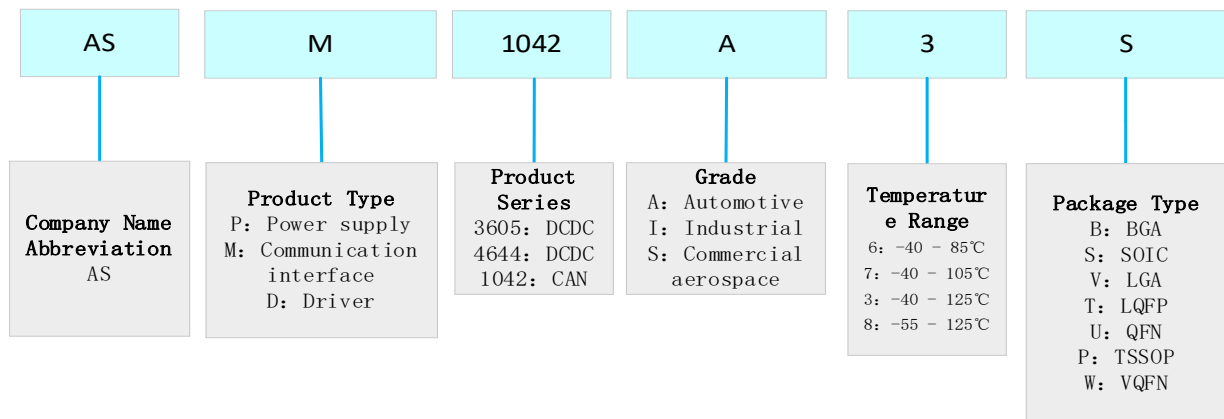 AS
M
1042
A
3
S
Company Name
Abbreviation
AS
Product Type
P：Power supply
M：Communication
interface
D：Driver
Product
Series
3605：DCDC
4644：DCDC
1042：CAN
Grade
A：Automotive
I：Industrial
S：Commercial
aerospace
Temperatur
e Range
6：-40 - 85℃
7：-40 - 105℃
3：-40 - 125℃
8：-55 - 125℃
Package Type
B：BGA
S：SOIC
V：LGA
T：LQFP
U：QFN
P：TSSOP
W：VQFN